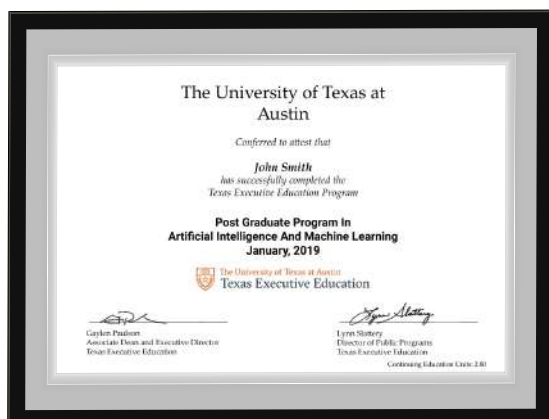 The University of Texas at
Austin
Conferred to attest that
John Smith
has successfully completed the
Texas Executive Education Program
Post Graduate Program In
Artificial Intelligence And Machine Learning
January, 2019
The University of Texas at Austin
Texas Executive Education
Gaylen Paulson
Associate Dean and Executive Director
Texas Executive Education
Lynn Slattery
Lynn Slattery
Director of Public Programs
Texas Executive Education
Continuing Education Units: 2.80